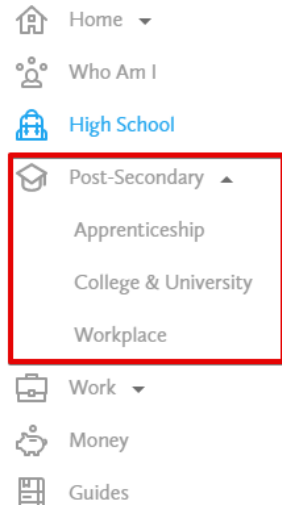 Home
Who Am I
High School
Post-Secondary
Apprenticeship
College & University
Workplace
Work
Money
Guides